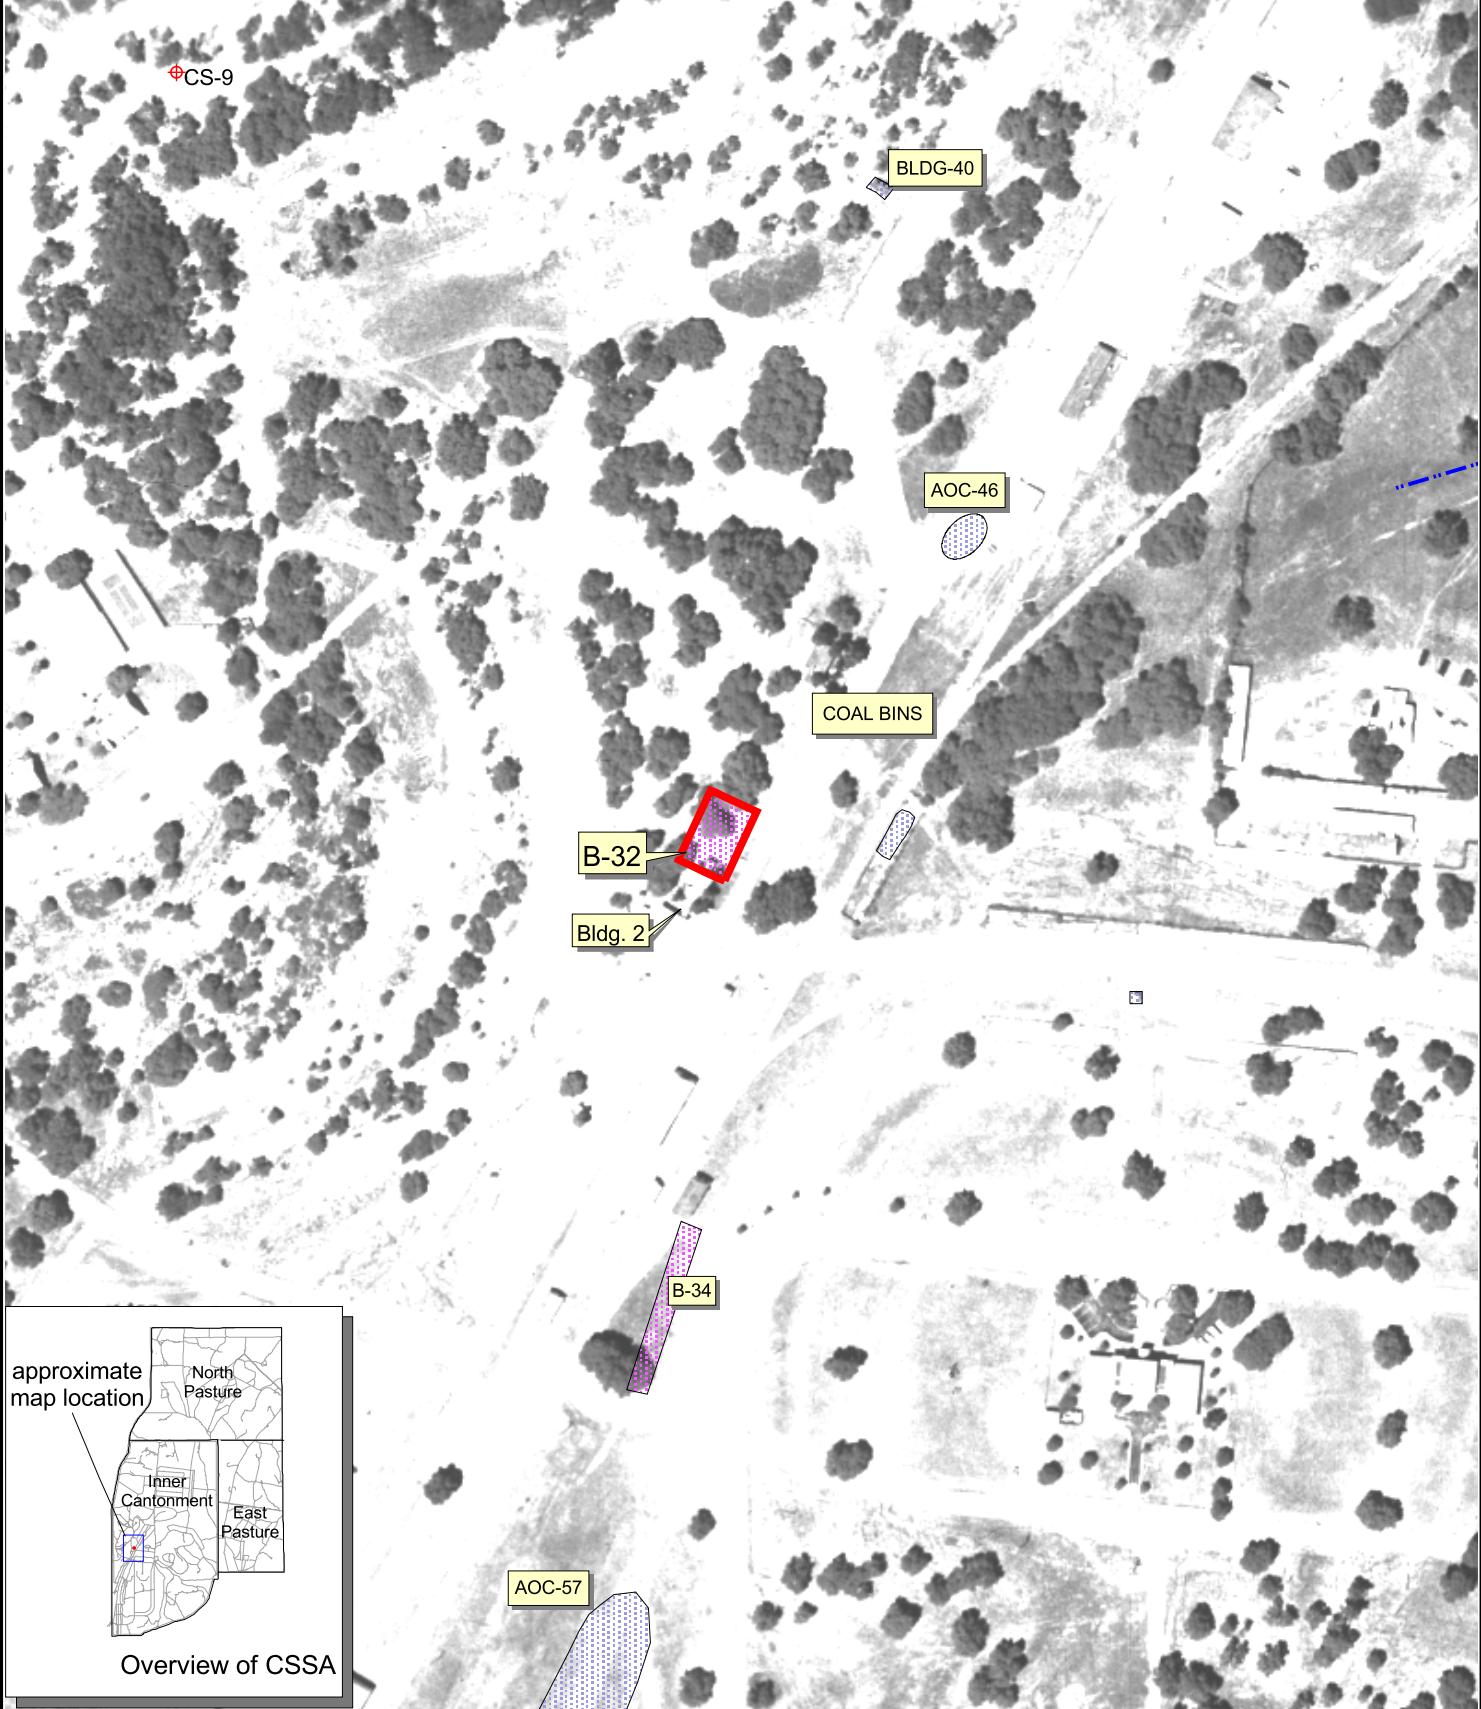 CS-9
BLDG-40
AOC-46
COAL BINS
B-32
Bldg. 2
B-34
approximate
map location
North
Pasture
Inner
Cantonment
East
Pasture
Overview of CSSA
AOC-57